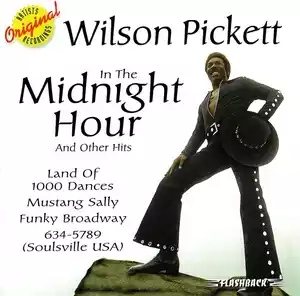 ARTISTS
Original
RECORDINGS
Wilson Pickett
In The
Midnight
Hour
And Other Hits
Land Of
1000 Dances
Mustang Sally
Funky Broadway
634-5789
(Soulsville USA)
FLASHBACK